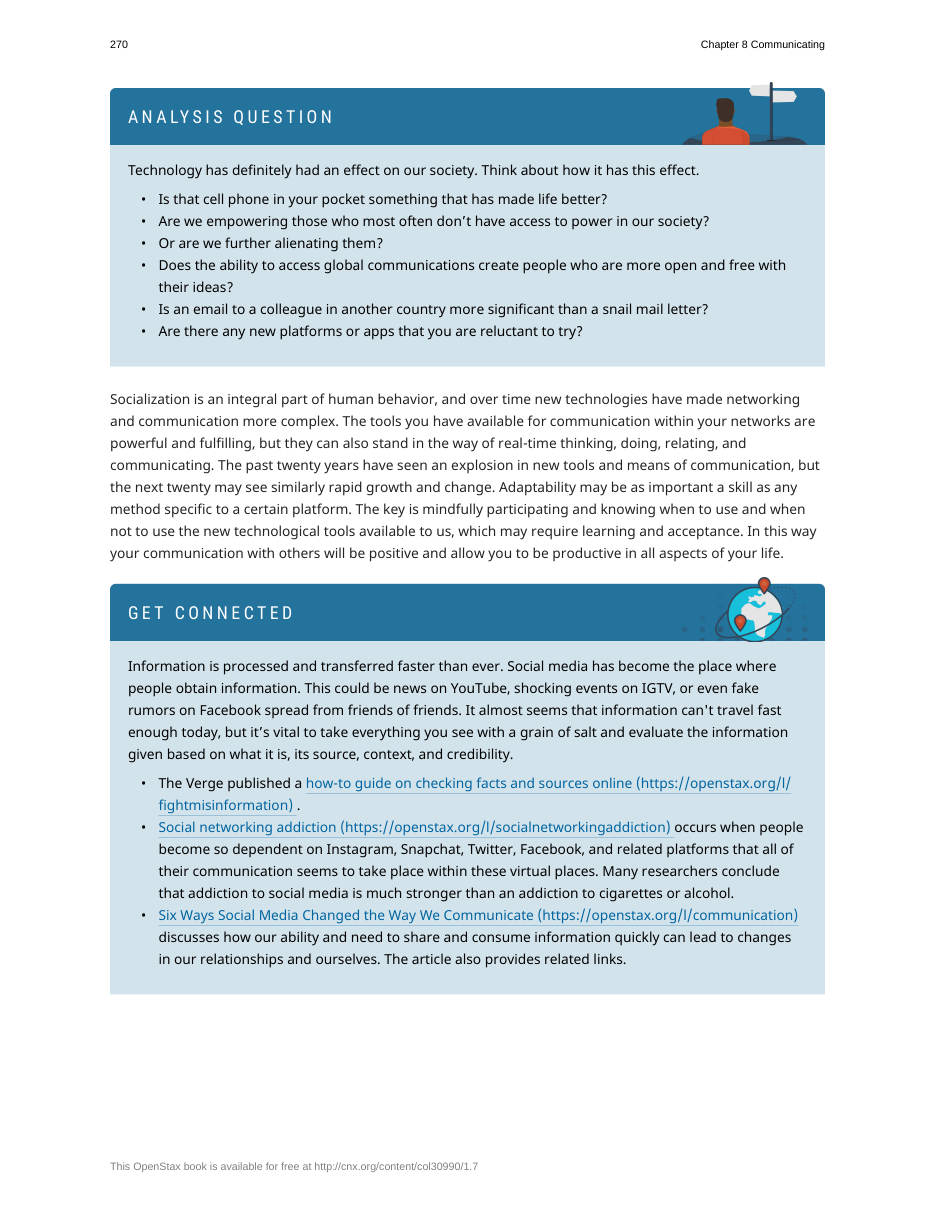 270
Chapter 8 Communicating
ANALYSIS QUESTION
Technology has definitely had an effect on our society. Think about how it has this effect.
• Is that cell phone in your pocket something that has made life better?
• Are we empowering those who most often don’t have access to power in our society?
• Or are we further alienating them?
• Does the ability to access global communications create people who are more open and free with
their ideas?
• Is an email to a colleague in another country more significant than a snail mail letter?
• Are there any new platforms or apps that you are reluctant to try?
Socialization is an integral part of human behavior, and over time new technologies have made networking
and communication more complex. The tools you have available for communication within your networks are
powerful and fulfilling, but they can also stand in the way of real-time thinking, doing, relating, and
communicating. The past twenty years have seen an explosion in new tools and means of communication, but
the next twenty may see similarly rapid growth and change. Adaptability may be as important a skill as any
method specific to a certain platform. The key is mindfully participating and knowing when to use and when
not to use the new technological tools available to us, which may require learning and acceptance. In this way
your communication with others will be positive and allow you to be productive in all aspects of your life.
GET CONNECTED
Information is processed and transferred faster than ever. Social media has become the place where
people obtain information. This could be news on YouTube, shocking events on IGTV, or even fake
rumors on Facebook spread from friends of friends. It almost seems that information can't travel fast
enough today, but it’s vital to take everything you see with a grain of salt and evaluate the information
given based on what it is, its source, context, and credibility.
• The Verge published a how-to guide on checking facts and sources online (https://openstax.org/l/
fightmisinformation) .
• Social networking addiction (https://openstax.org/l/socialnetworkingaddiction) occurs when people
become so dependent on Instagram, Snapchat, Twitter, Facebook, and related platforms that all of
their communication seems to take place within these virtual places. Many researchers conclude
that addiction to social media is much stronger than an addiction to cigarettes or alcohol.
• Six Ways Social Media Changed the Way We Communicate (https://openstax.org/l/communication)
discusses how our ability and need to share and consume information quickly can lead to changes
in our relationships and ourselves. The article also provides related links.
This OpenStax book is available for free at http://cnx.org/content/col30990/1.7